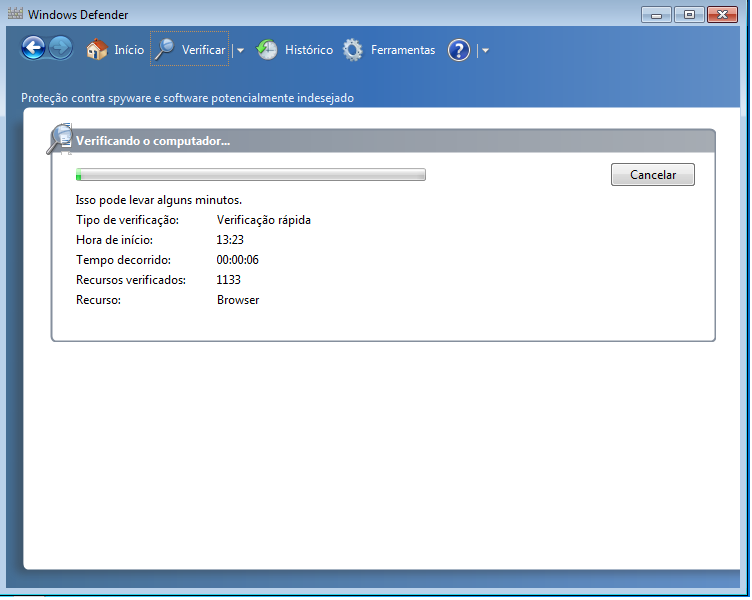 Windows Defender
Início Verificar Histórico Ferramentas ?
Proteção contra spyware e software potencialmente indesejado
Verificando o computador...
Cancelar
Isso pode levar alguns minutos.
Tipo de verificação: Verificação rápida
Hora de início: 13:23
Tempo decorrido: 00:00:06
Recursos verificados: 1133
Recurso: Browser